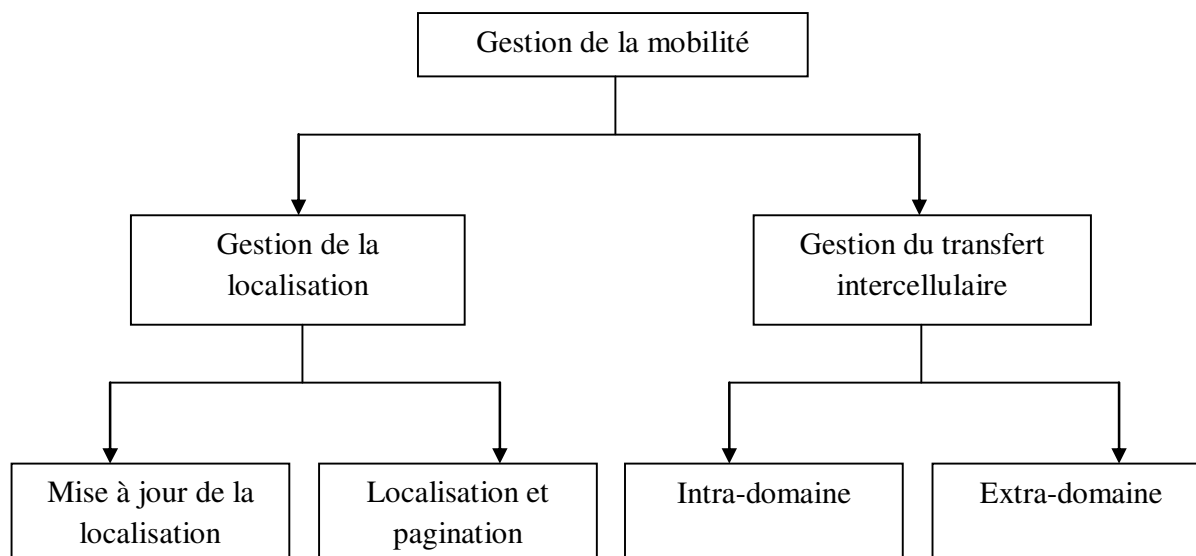 Gestion de la mobilité
Gestion de la
localisation
Gestion du transfert
intercellulaire
Mise à jour de la
localisation
Localisation et
pagination
Intra-domaine
Extra-domaine